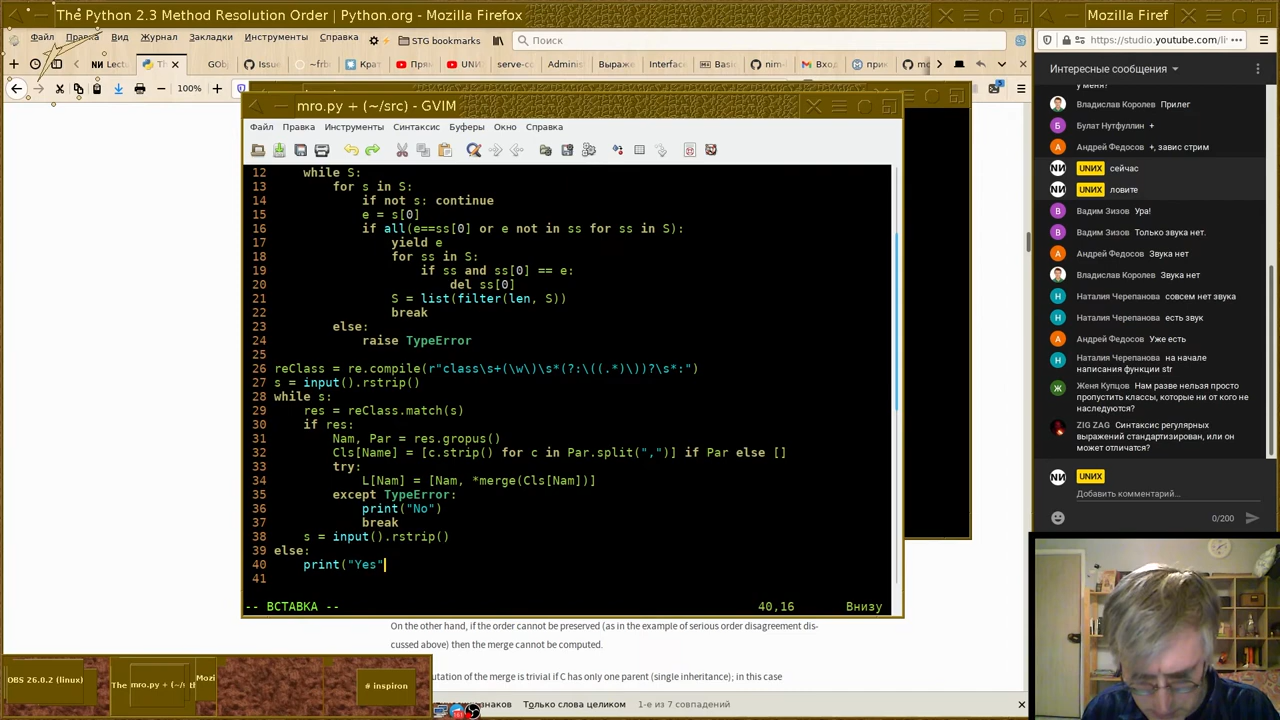 The Python 2.3 Method Resolution Order | Python.org - Mozilla Firefox
Mozilla Firef
Файл Правка Вид Журнал Закладки Инструменты Справка STG bookmarks Поиск
https://studio.youtube.com/li
100%
Интересные сообщения
mro.py + (~/src) - GVIM
Файл Правка Инструменты Синтаксис Буферы Окно Справка
12 while S:
13 for s in S:
14 if not s: continue
15 e = s[0]
16 if all(e==ss[0] or e not in ss for ss in S):
17 yield e
18 for ss in S:
19 if ss and ss[0] == e:
20 del ss[0]
21 S = list(filter(len, S))
22 break
23 else:
24 raise TypeError
25
26 reClass = re.compile(r"class\s+(\w\)\s*(?:\((.*)\))?\s*:")
27 s = input().rstrip()
28 while s:
29 res = reClass.match(s)
30 if res:
31 Nam, Par = res.gropus()
32 Cls[Name] = [c.strip() for c in Par.split(",")] if Par else []
33 try:
34 L[Nam] = [Nam, *merge(Cls[Nam])]
35 except TypeError:
36 print("No")
37 break
38 s = input().rstrip()
39 else:
40 print("Yes"
41
-- ВСТАВКА --
40,16
Внизу
у меня?
Владислав Королев Прилег
Булат Нутфуллин +
Андрей Федосов +, завис стрим
UNИX сейчас
UNИX ловите
Вадим Зизов Ура!
Вадим Зизов Только звука нет.
Андрей Федосов Звука нет
Владислав Королев Звука нет
Наталия Черепанова совсем нет звука
Наталия Черепанова есть звук
Андрей Федосов Уже есть
Наталия Черепанова на начале
написания функции str
Женя Купцов Нам разве нельзя просто
пропустить классы, которые ни от кого не
наследуются?
ZIG ZAG Синтаксис регулярных
выражений стандартизирован, или он
может отличатся?
UNИX
Добавить комментарий...
0/200
On the other hand, if the order cannot be preserved (as in the example of serious order disagreement dis-
cussed above) then the merge cannot be computed.
utation of the merge is trivial if C has only one parent (single inheritance); in this case
Только слова целиком 1-е из 7 совпадений
OBS 26.0.2 (linux)
mro.py + (~/s
Mozi
# inspiron